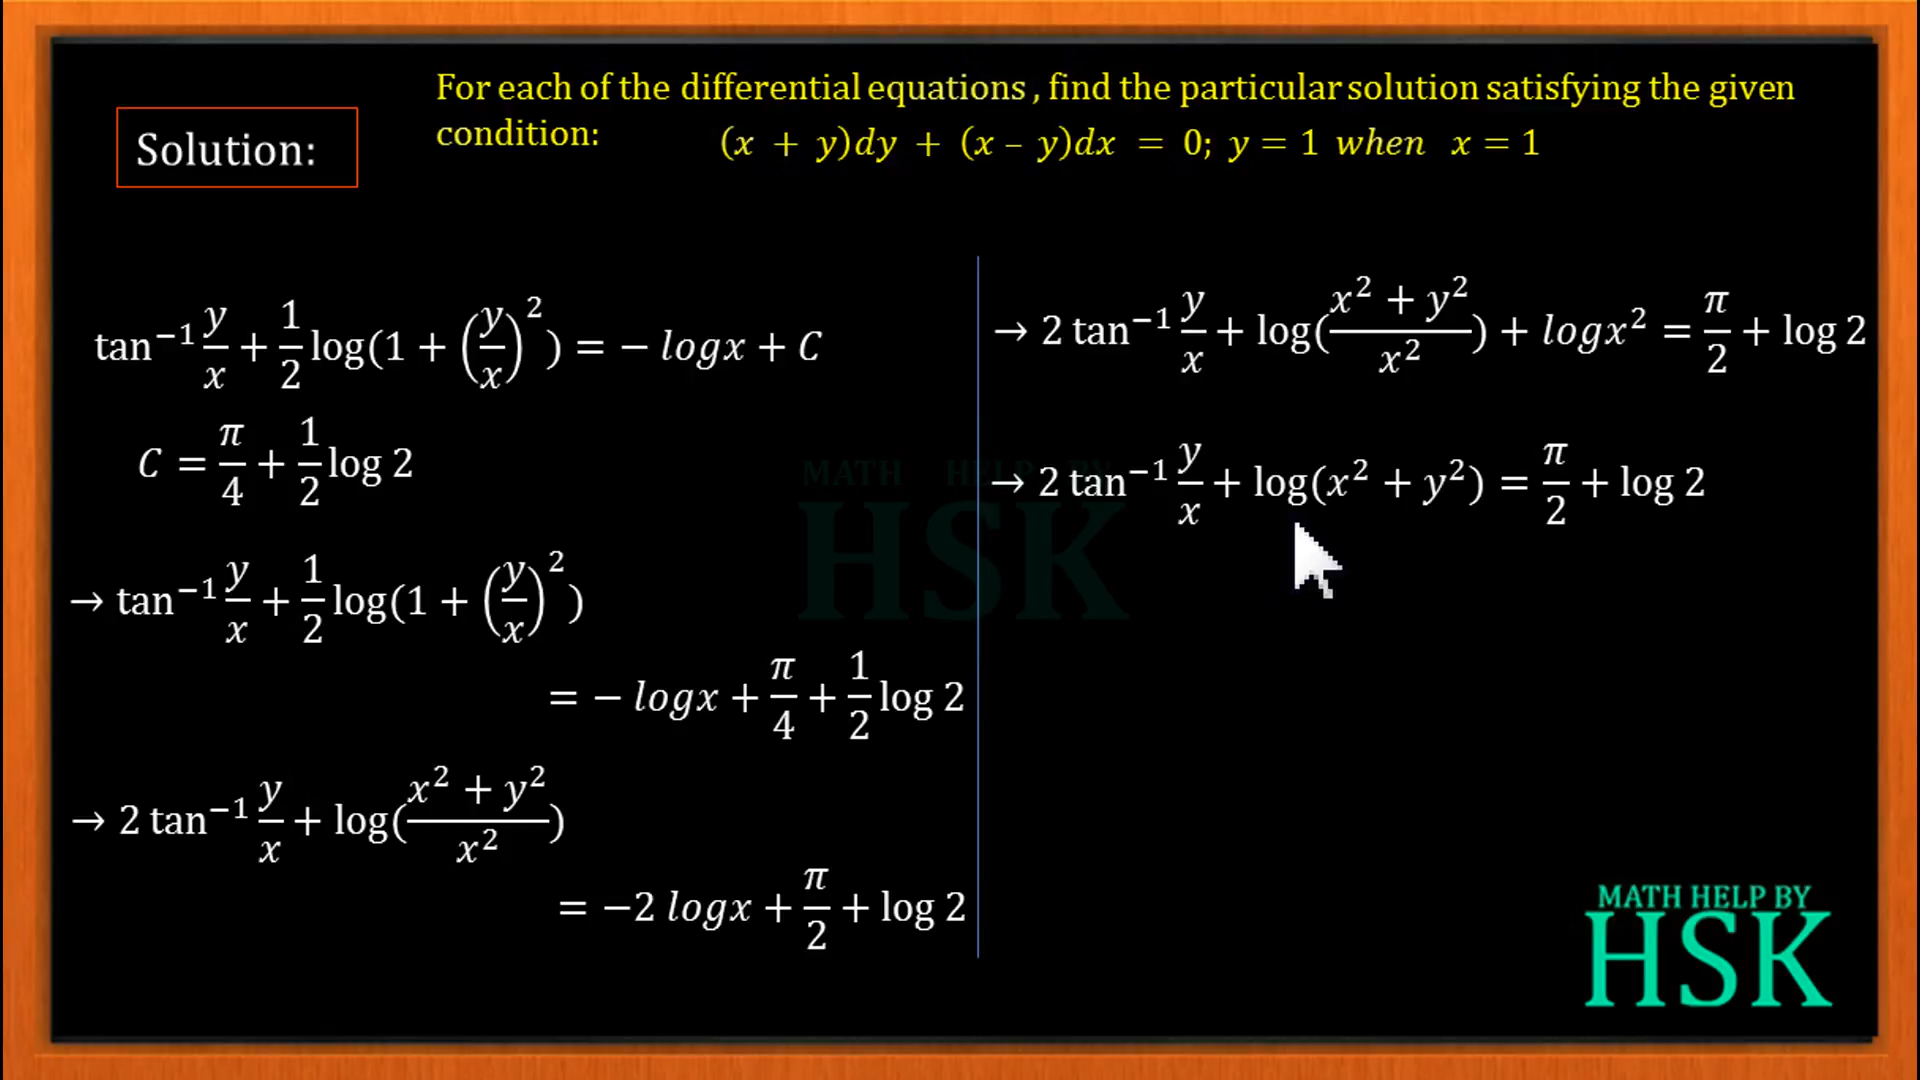 For each of the differential equations , find the particular solution satisfying the given
condition: (x + y)dy + (x – y)dx = 0; y = 1 when x = 1
Solution:
tan⁻¹ y/x + 1/2 log(1 + (y/x)²) = − logx + C
C = π/4 + 1/2 log 2
→ tan⁻¹ y/x + 1/2 log(1 + (y/x)²)
= − logx + π/4 + 1/2 log 2
→ 2 tan⁻¹ y/x + log((x² + y²)/x²)
= −2 logx + π/2 + log 2
→ 2 tan⁻¹ y/x + log((x² + y²)/x²) + logx² = π/2 + log 2
→ 2 tan⁻¹ y/x + log(x² + y²) = π/2 + log 2
MATH HELP BY
HSK
MATH HELP BY
HSK